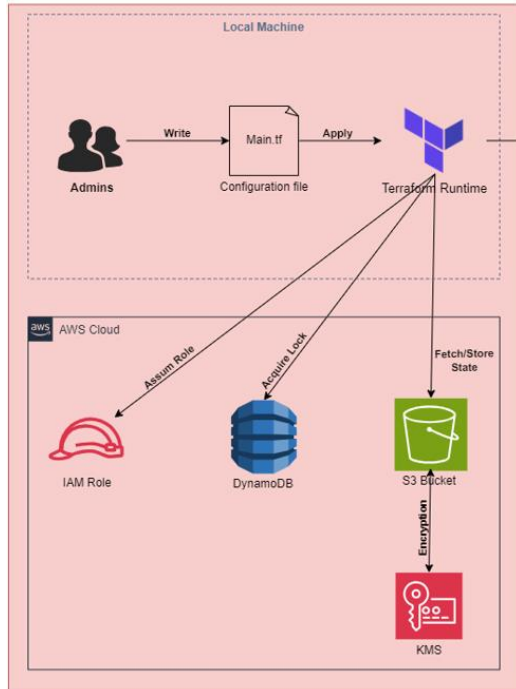 Local Machine
Write
Main.tf
Apply
Admins
Configuration file
Terraform Runtime
aws
AWS Cloud
Assum Role
Acquire Lock
Fetch/Store
State
IAM Role
DynamoDB
S3 Bucket
Encryption
KMS